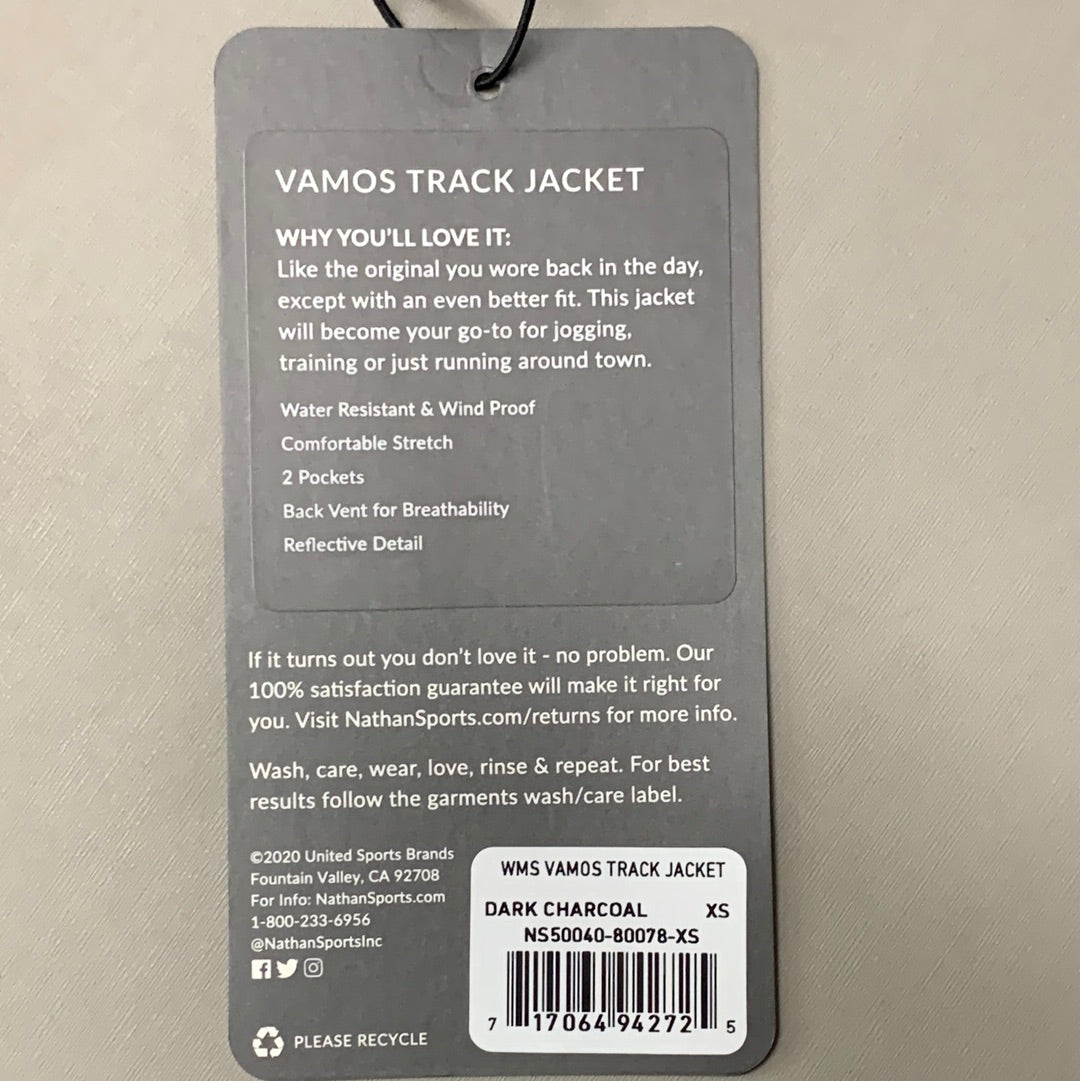 VAMOS TRACK JACKET
WHY YOU'LL LOVE IT:
Like the original you wore back in the day,
except with an even better fit. This jacket
will become your go-to for jogging,
training or just running around town.
Water Resistant & Wind Proof
Comfortable Stretch
2 Pockets
Back Vent for Breathability
Reflective Detail
If it turns out you don't love it - no problem. Our
100% satisfaction guarantee will make it right for
you. Visit NathanSports.com/returns for more info.
Wash, care, wear, love, rinse & repeat. For best
results follow the garments wash/care label.
©2020 United Sports Brands
Fountain Valley, CA 92708
For Info: NathanSports.com
1-800-233-6956
@NathanSportsInc
PLEASE RECYCLE
WMS VAMOS TRACK JACKET
DARK CHARCOAL XS
NS50040-80078-XS
7 17064 94272 5